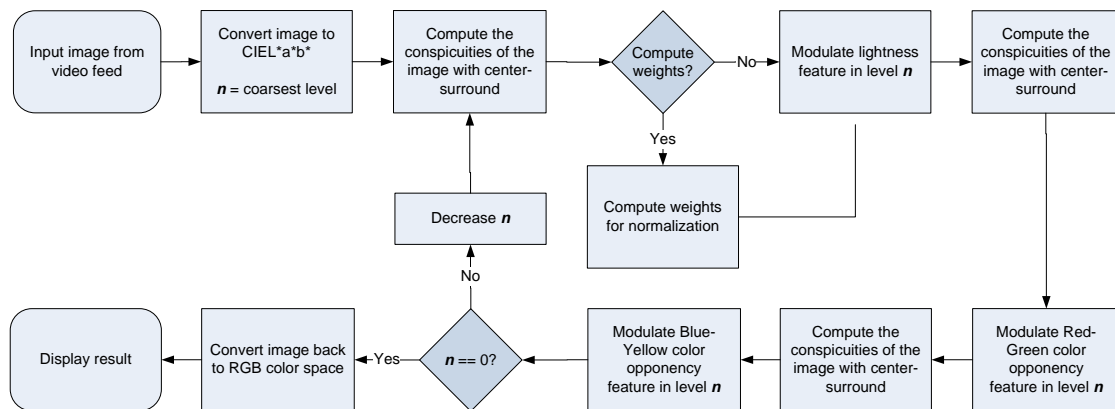 Input image from
video feed
Convert image to
CIEL*a*b*
n = coarsest level
Compute the
conspicuities of the
image with center-
surround
Compute
weights?
No
Modulate lightness
feature in level n
Compute the
conspicuities of the
image with center-
surround
Yes
Compute weights
for normalization
Decrease n
No
Display result
Convert image back
to RGB color space
Yes
n == 0?
Modulate Blue-
Yellow color
opponency
feature in level n
Compute the
conspicuities of the
image with center-
surround
Modulate Red-
Green color
opponency
feature in level n